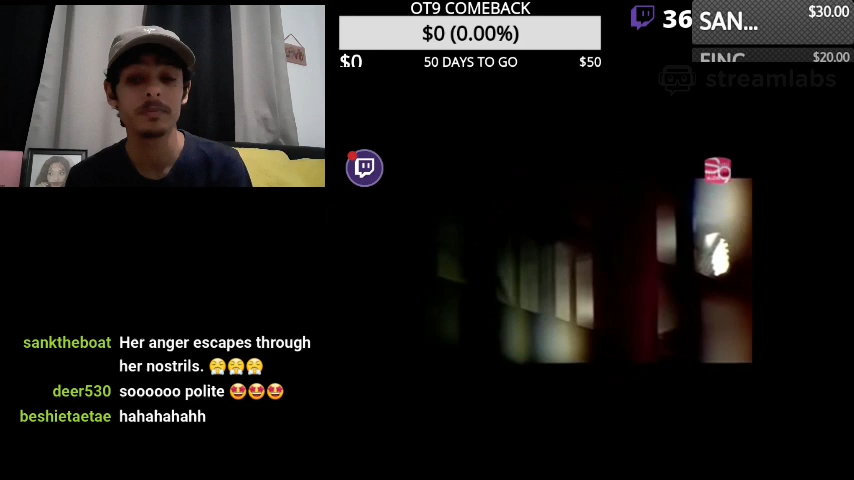 OT9 COMEBACK
$0 (0.00%)
$0 50 DAYS TO GO $50
36
SAN... $30.00
$20.00
streamlabs
sanktheboat Her anger escapes through
her nostrils. 😤😤😤
deer530 soooooo polite 🤩🤩🤩
beshietaetae hahahahahh